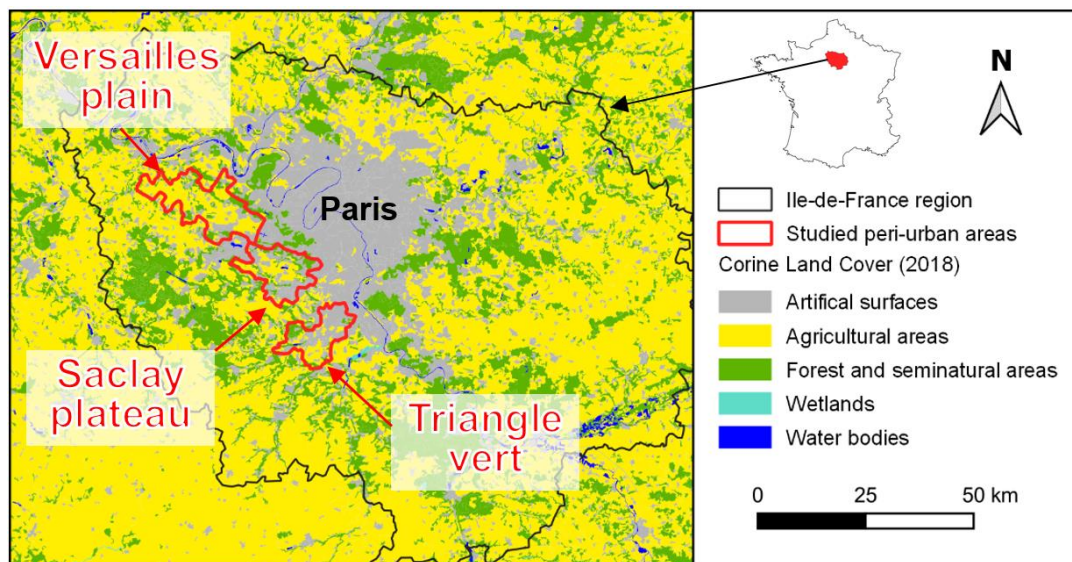 Versailles
plain
Paris
Saclay
plateau
Triangle
vert
N
Ile-de-France region
Studied peri-urban areas
Corine Land Cover (2018)
Artifical surfaces
Agricultural areas
Forest and seminatural areas
Wetlands
Water bodies
0 25 50 km